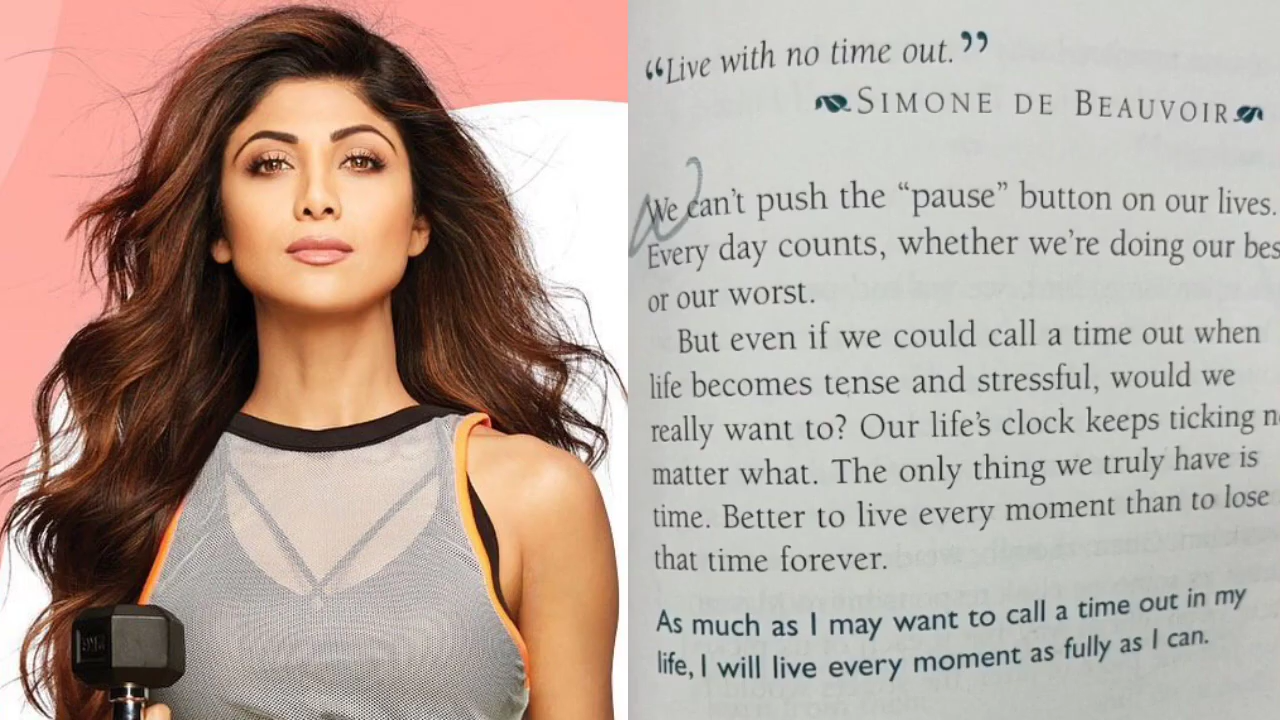 “Live with no time out.”
SIMONE DE BEAUVOIR
We can't push the “pause” button on our lives.
Every day counts, whether we're doing our bes
or our worst.
But even if we could call a time out when
life becomes tense and stressful, would we
really want to? Our life's clock keeps ticking n
matter what. The only thing we truly have is
time. Better to live every moment than to lose
that time forever.
As much as I may want to call a time out in my
life, I will live every moment as fully as I can.